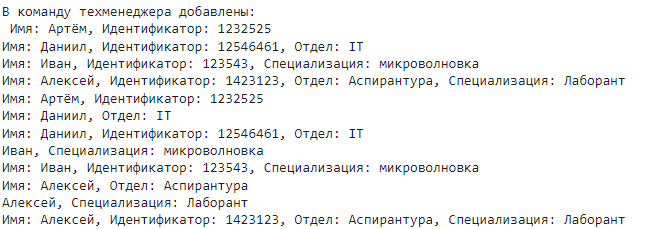 В команду техменеджера добавлены:
Имя: Артём, Идентификатор: 1232525
Имя: Даниил, Идентификатор: 12546461, Отдел: IT
Имя: Иван, Идентификатор: 123543, Специализация: микроволновка
Имя: Алексей, Идентификатор: 1423123, Отдел: Аспирантура, Специализация: Лаборант
Имя: Артём, Идентификатор: 1232525
Имя: Даниил, Отдел: IT
Имя: Даниил, Идентификатор: 12546461, Отдел: IT
Иван, Специализация: микроволновка
Имя: Иван, Идентификатор: 123543, Специализация: микроволновка
Имя: Алексей, Отдел: Аспирантура
Алексей, Специализация: Лаборант
Имя: Алексей, Идентификатор: 1423123, Отдел: Аспирантура, Специализация: Лаборант